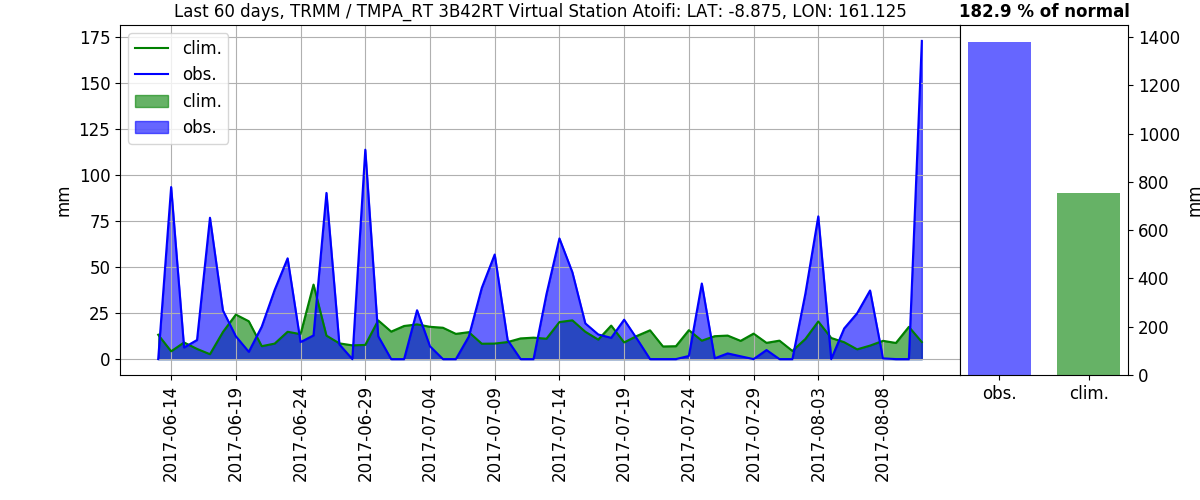 Last 60 days, TRMM / TMPA_RT 3B42RT Virtual Station Atoifi: LAT: -8.875, LON: 161.125
182.9 % of normal
clim.
obs.
clim.
obs.
175
150
125
100
75
50
25
0
mm
2017-06-14
2017-06-19
2017-06-24
2017-06-29
2017-07-04
2017-07-09
2017-07-14
2017-07-19
2017-07-24
2017-07-29
2017-08-03
2017-08-08
1400
1200
1000
800
600
400
200
0
mm
obs.
clim.